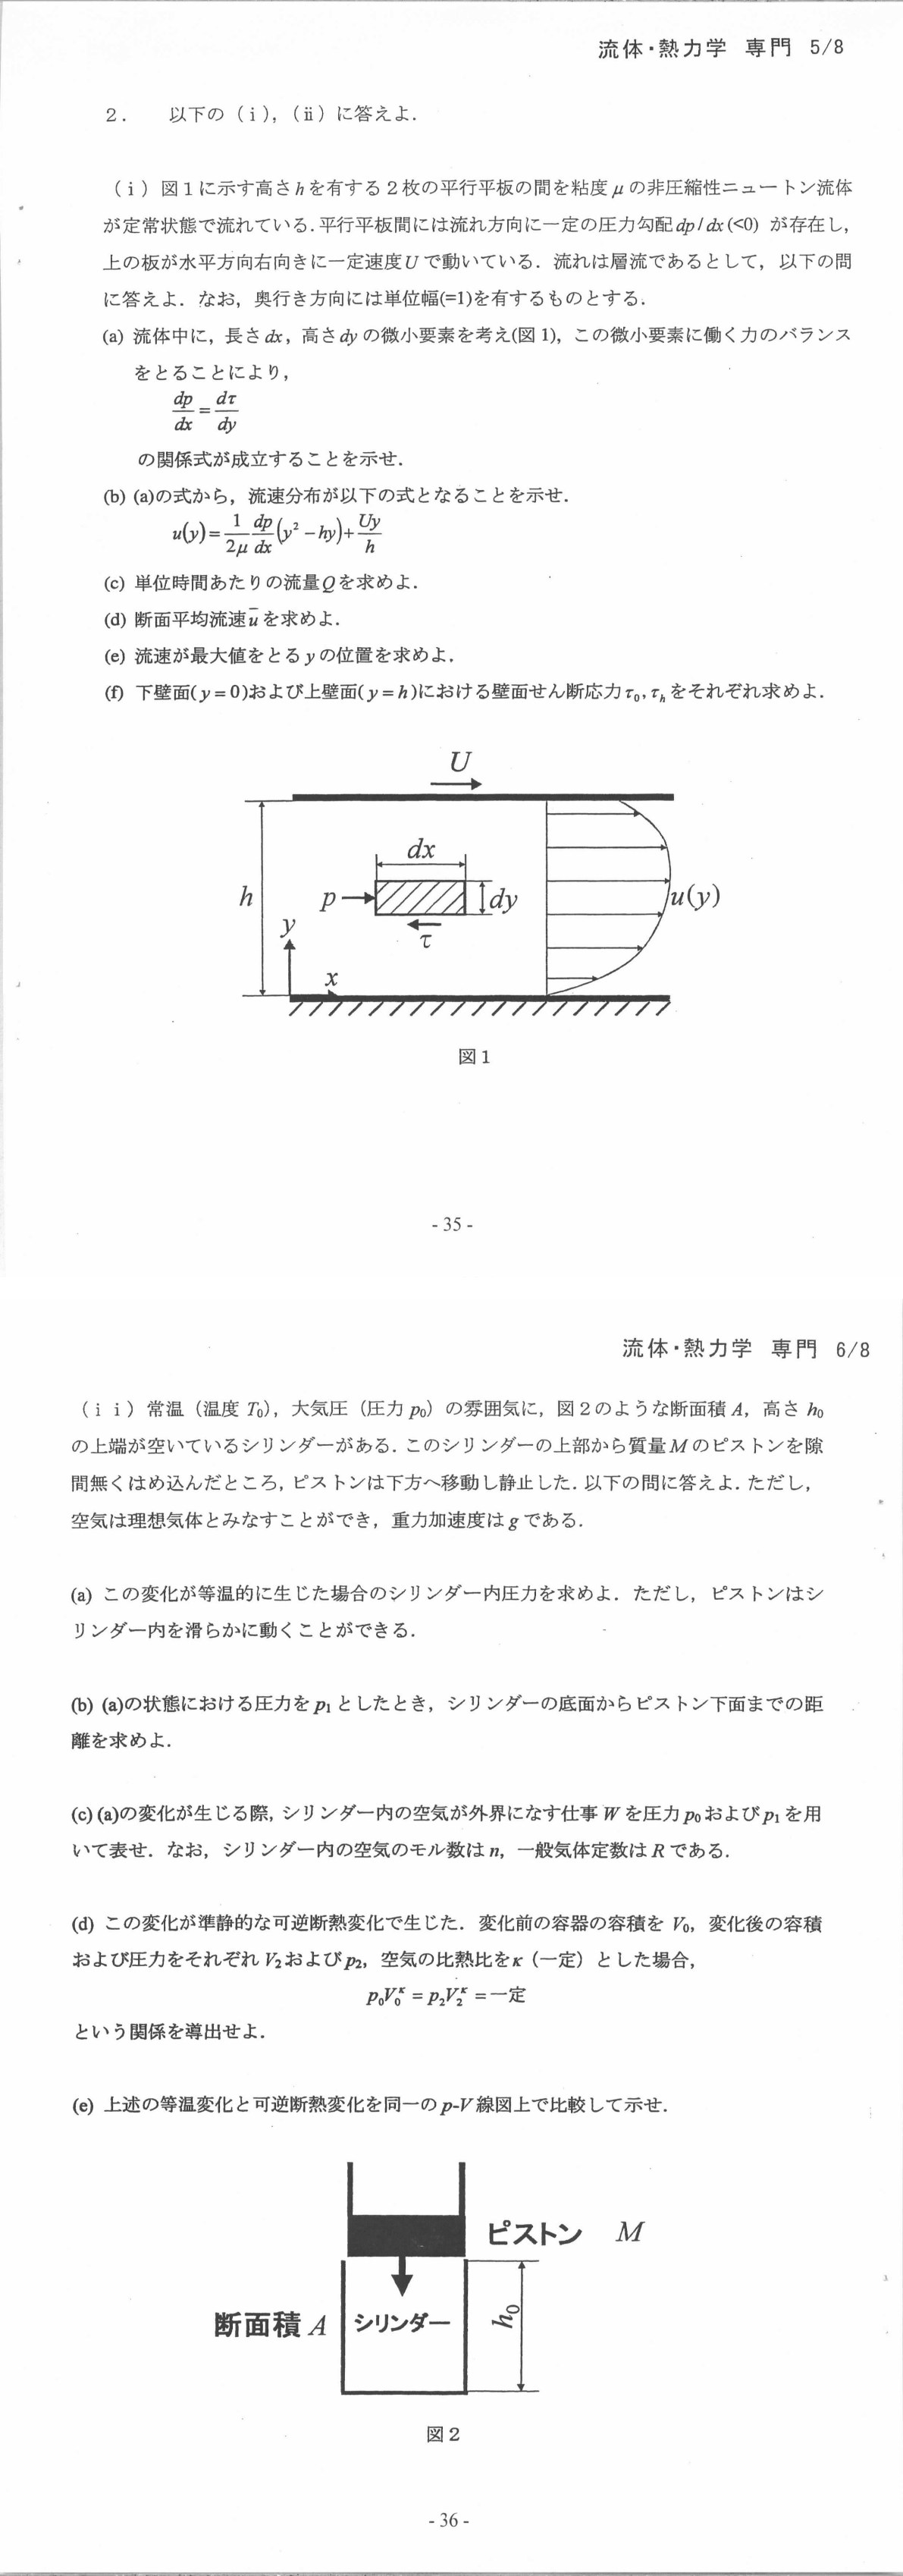 流体・熱力学 専門 5/8
2. 以下の(ⅰ),(ⅱ)に答えよ.
(ⅰ)図1に示す高さhを有する2枚の平行平板の間を粘度μの非圧縮性ニュートン流体
が定常状態で流れている.平行平板間には流れ方向に一定の圧力勾配dp/dx(<0) が存在し,
上の板が水平方向右向きに一定速度Uで動いている.流れは層流であるとして,以下の問
に答えよ.なお,奥行き方向には単位幅(=1)を有するものとする.
(a) 流体中に,長さdx,高さdyの微小要素を考え(図1),この微小要素に働く力のバランス
をとることにより,
dp/dx = dτ/dy
の関係式が成立することを示せ.
(b) (a)の式から,流速分布が以下の式となることを示せ.
u(y)=1/2μ dp/dx (y²−hy)+Uy/h
(c) 単位時間あたりの流量Qを求めよ.
(d) 断面平均流速u̅を求めよ.
(e) 流速が最大値をとるyの位置を求めよ.
(f) 下壁面(y=0)および上壁面(y=h)における壁面せん断応力τ₀,τₕをそれぞれ求めよ.
U
dx
h
p
dy
u(y)
y
τ
x
図1
- 35 -
流体・熱力学 専門 6/8
(ii)常温(温度 T₀),大気圧(圧力 p₀)の雰囲気に,図2のような断面積 A,高さ h₀
の上端が空いているシリンダーがある.このシリンダーの上部から質量Mのピストンを隙
間無くはめ込んだところ,ピストンは下方へ移動し静止した.以下の問に答えよ.ただし,
空気は理想気体とみなすことができ,重力加速度はgである.
(a) この変化が等温的に生じた場合のシリンダー内圧力を求めよ.ただし,ピストンはシ
リンダー内を滑らかに動くことができる.
(b) (a)の状態における圧力をp₁としたとき,シリンダーの底面からピストン下面までの距
離を求めよ.
(c) (a)の変化が生じる際,シリンダー内の空気が外界になす仕事Wを圧力p₀およびp₁を用
いて表せ.なお,シリンダー内の空気のモル数はn,一般気体定数はRである.
(d) この変化が準静的な可逆断熱変化で生じた.変化前の容器の容積を V₀,変化後の容積
および圧力をそれぞれV₂およびp₂,空気の比熱比をκ(一定)とした場合,
p₀V₀^κ = p₂V₂^κ = 一定
という関係を導出せよ.
(e) 上述の等温変化と可逆断熱変化を同一のp-V線図上で比較して示せ.
ピストン M
断面積 A
シリンダー
h₀
図2
- 36 -